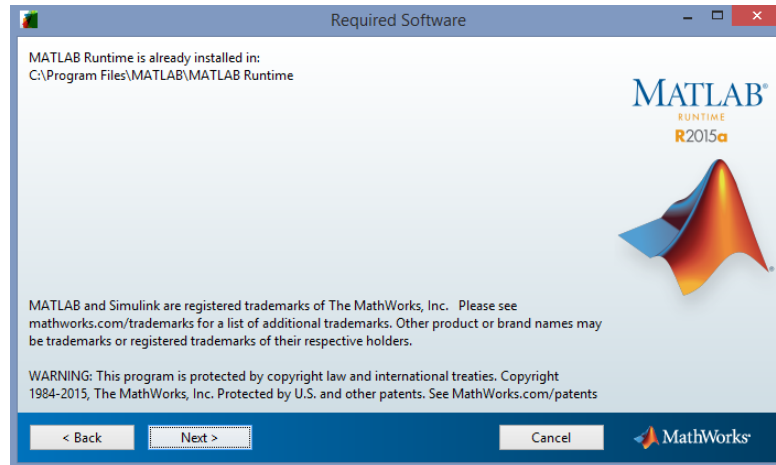 Required Software
MATLAB Runtime is already installed in:
C:\Program Files\MATLAB\MATLAB Runtime
MATLAB®
RUNTIME
R2015a
MATLAB and Simulink are registered trademarks of The MathWorks, Inc.   Please see
mathworks.com/trademarks for a list of additional trademarks. Other product or brand names may
be trademarks or registered trademarks of their respective holders.
WARNING: This program is protected by copyright law and international treaties. Copyright
1984-2015, The MathWorks, Inc. Protected by U.S. and other patents. See MathWorks.com/patents
< Back Next > Cancel MathWorks®